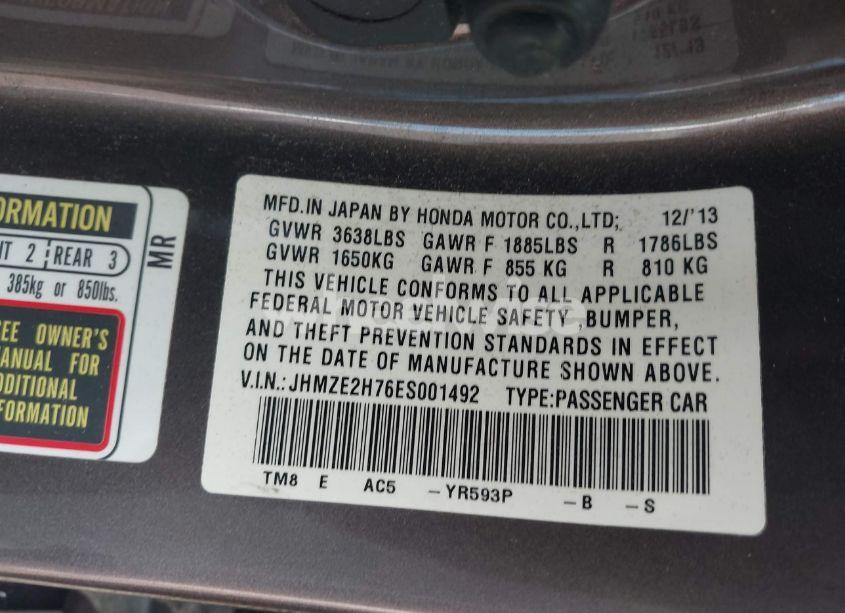 MFD.IN JAPAN BY HONDA MOTOR CO.,LTD; 12/'13
GVWR 3638LBS GAWR F 1885LBS R 1786LBS
GVWR 1650KG GAWR F 855 KG R 810 KG
THIS VEHICLE CONFORMS TO ALL APPLICABLE
FEDERAL MOTOR VEHICLE SAFETY ,BUMPER,
AND THEFT PREVENTION STANDARDS IN EFFECT
ON THE DATE OF MANUFACTURE SHOWN ABOVE.
V.I.N.:JHMZE2H76ES001492 TYPE:PASSENGER CAR
TM8 E AC5 -YR593P -B -S
ORMATION
2 REAR 3
385kg or 850lbs.
MR
EE OWNER'S
ANUAL FOR
DDITIONAL
FORMATION